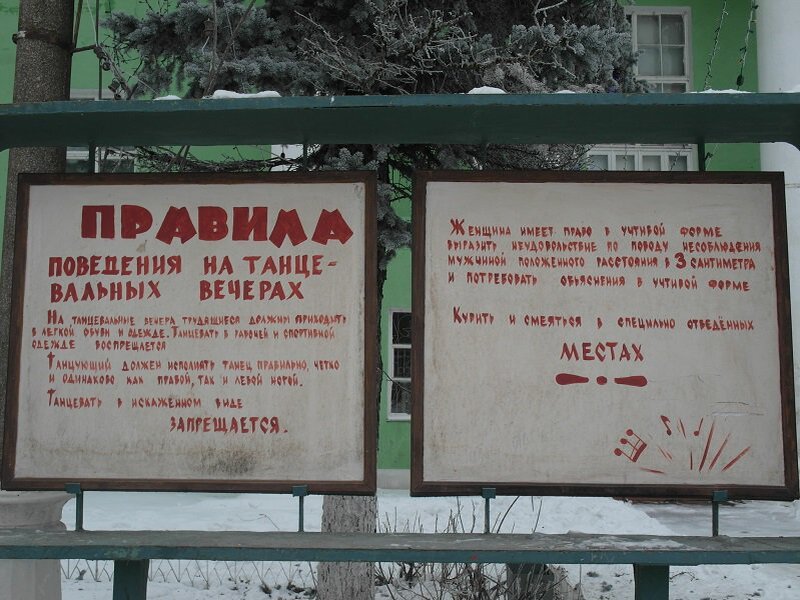 ПРАВИЛА
ПОВЕДЕНИЯ НА ТАНЦЕ-
ВАЛЬНЫХ ВЕЧЕРАХ
НА ТАНЦЕВАЛЬНЫЕ ВЕЧЕРА ТРУДЯЩИЕСЯ ДОЛЖНЫ ПРИХОДИТЬ
В ЛЕГКОЙ ОБУВИ И ОДЕЖДЕ. ТАНЦЕВАТЬ В РАБОЧЕЙ И СПОРТИВНОЙ
ОДЕЖДЕ ВОСПРЕЩАЕТСЯ
ТАНЦУЮЩИЙ ДОЛЖЕН ИСПОЛНЯТЬ ТАНЕЦ ПРАВИЛЬНО, ЧЕТКО
И ОДИНАКОВО КАК ПРАВОЙ, ТАК И ЛЕВОЙ НОГОЙ.
ТАНЦЕВАТЬ В ИСКАЖЕННОМ ВИДЕ
ЗАПРЕЩАЕТСЯ.
ЖЕНЩИНА ИМЕЕТ ПРАВО В УЧТИВОЙ ФОРМЕ
ВЫРАЗИТЬ НЕУДОВОЛЬСТВИЕ ПО ПОВОДУ НЕСОБЛЮДЕНИЯ
МУЖЧИНОЙ ПОЛОЖЕННОГО РАССТОЯНИЯ В 3 САНТИМЕТРА
И ПОТРЕБОВАТЬ ОБЪЯСНЕНИЯ В УЧТИВОЙ ФОРМЕ
КУРИТЬ И СМЕЯТЬСЯ В СПЕЦИЛЬНО ОТВЕДЁННЫХ
МЕСТАХ